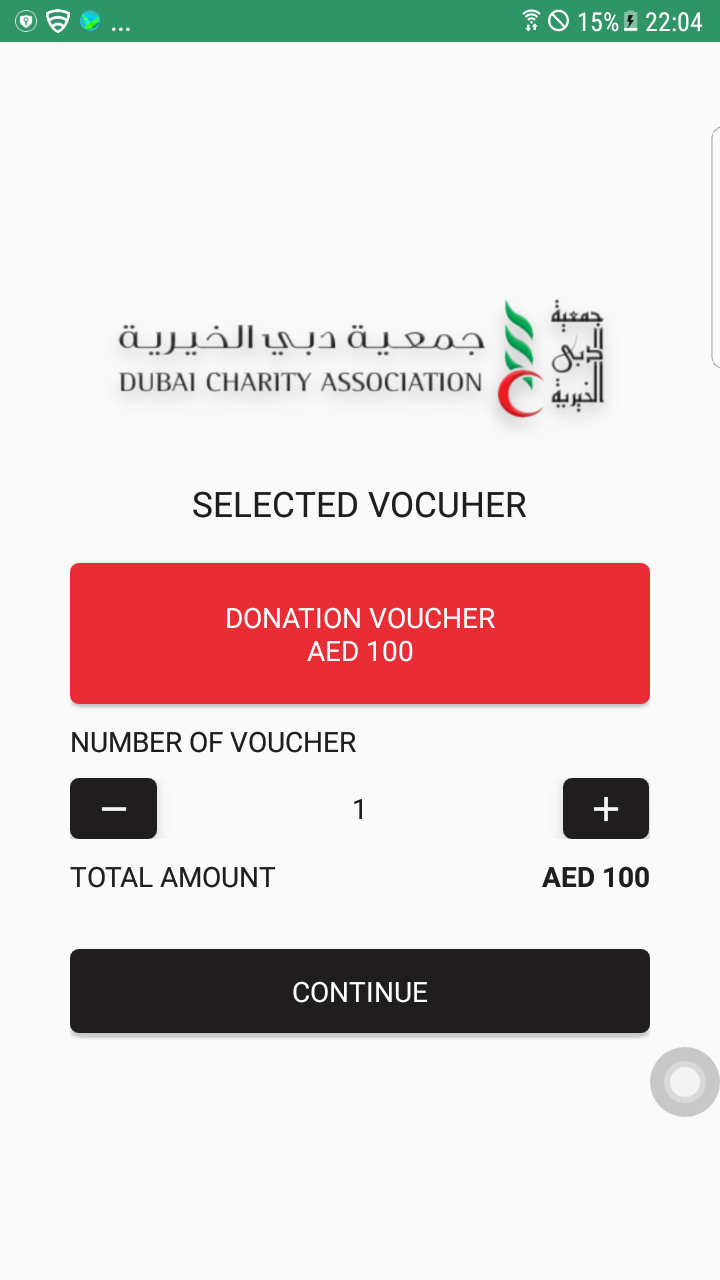 ... 15% 22:04
جمعية دبي الخيرية
DUBAI CHARITY ASSOCIATION
جمعية
دبي
الخيرية
SELECTED VOCUHER
DONATION VOUCHER
AED 100
NUMBER OF VOUCHER
− 1 +
TOTAL AMOUNT AED 100
CONTINUE